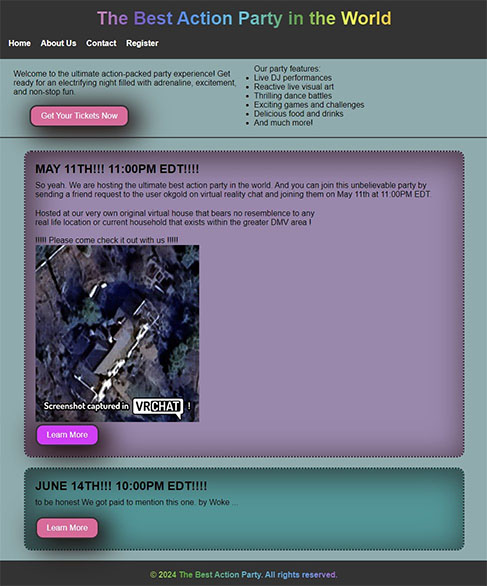 The Best Action Party in the World
Home About Us Contact Register
Welcome to the ultimate action-packed party experience! Get
ready for an electrifying night filled with adrenaline, excitement,
and non-stop fun.
Get Your Tickets Now
Our party features:
Live DJ performances
Reactive live visual art
Thrilling dance battles
Exciting games and challenges
Delicious food and drinks
And much more!
MAY 11TH!!! 11:00PM EDT!!!!
So yeah. We are hosting the ultimate best action party in the world. And you can join this unbelievable party by
sending a friend request to the user okgold on virtual reality chat and joining them on May 11th at 11:00PM EDT.
Hosted at our very own original virtual house that bears no resemblence to any
real life location or current household that exists within the greater DMV area !
!!!!! Please come check it out with us !!!!!
Screenshot captured in VRCHAT !
Learn More
JUNE 14TH!!! 10:00PM EDT!!!!
to be honest We got paid to mention this one. by Woke ...
Learn More
© 2024 The Best Action Party. All rights reserved.